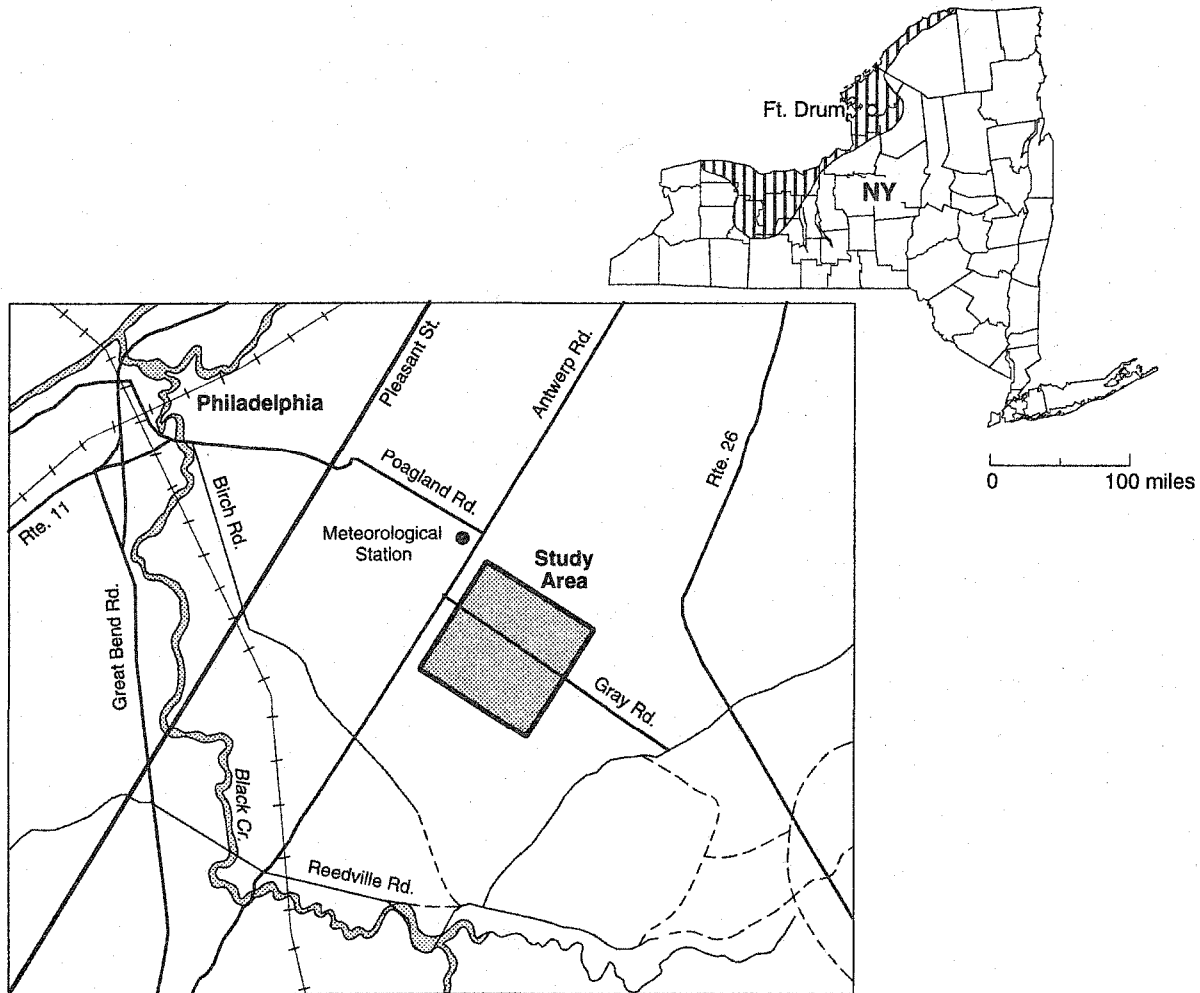 Ft. Drum
NY
0 100 miles
Philadelphia
Pleasant St.
Antwerp Rd.
Rte. 26
Poagland Rd.
Birch Rd.
Rte. 11
Meteorological
Station
Study
Area
Great Bend Rd.
Gray Rd.
Black Cr.
Reedville Rd.